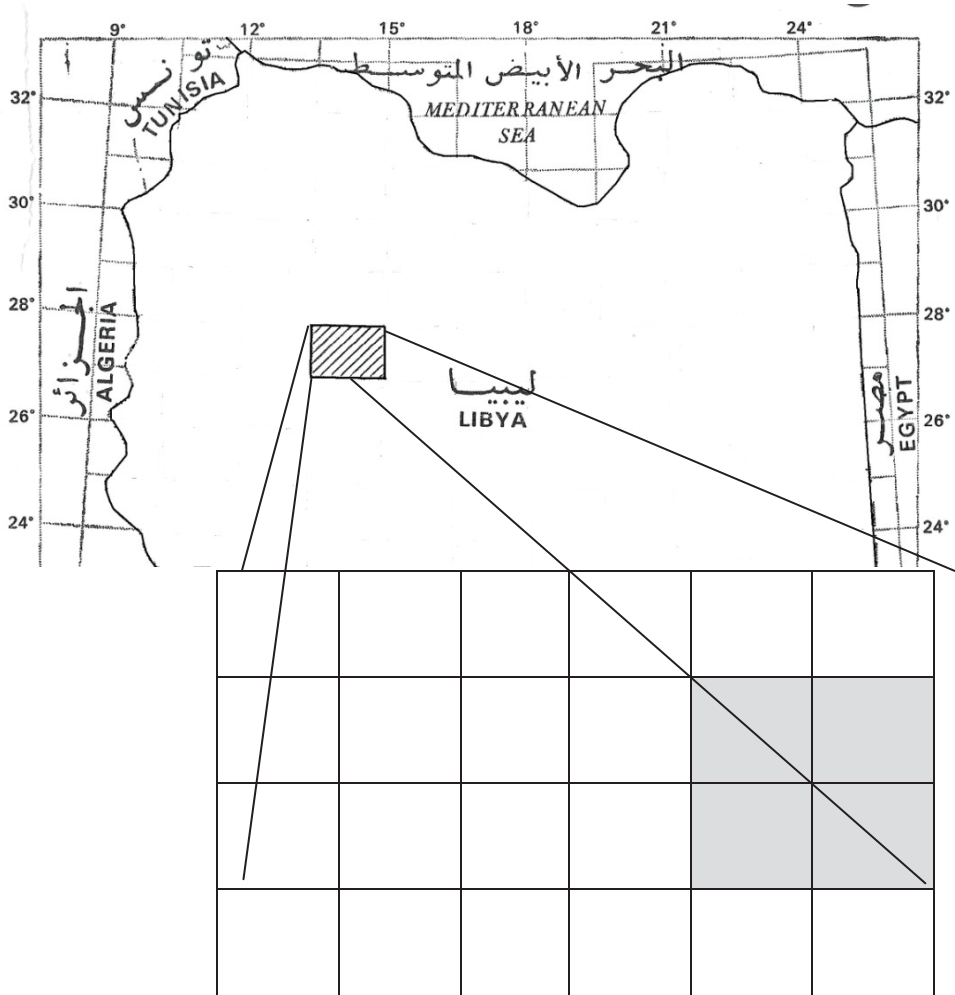 9° 12° 15° 18° 21° 24°
تونس
TUNISIA
البحر الأبيض المتوسط
MEDITERRANEAN
SEA
32° 32°
30° 30°
28° 28°
الجزائر
ALGERIA
ليبيا
LIBYA
مصر
EGYPT
26° 26°
24° 24°